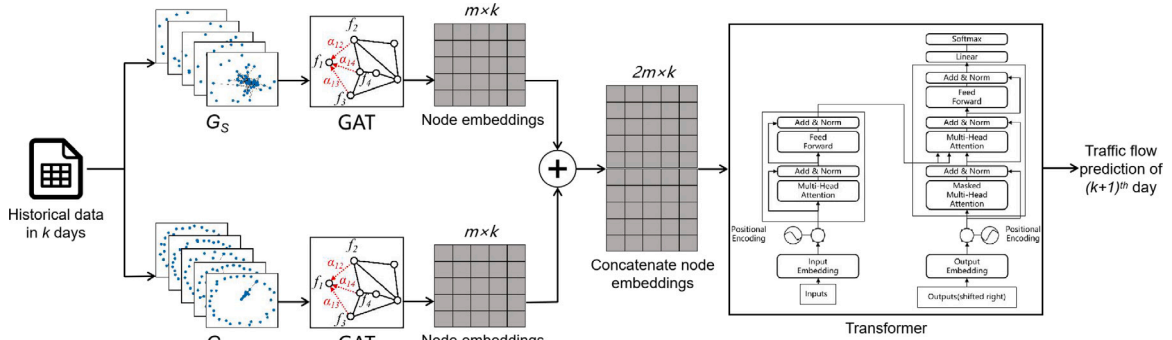 Historical data
in k days
G_S
f_2
f_1
f_4
f_3
α_12
α_14
α_13
GAT
m×k
Node embeddings
f_2
f_1
f_4
f_3
α_12
α_14
α_13
GAT
m×k
Node embeddings
+
2m×k
Concatenate node
embeddings
Add & Norm
Feed
Forward
Add & Norm
Multi-Head
Attention
Positional
Encoding
Input
Embedding
Inputs
Softmax
Linear
Add & Norm
Feed
Forward
Add & Norm
Multi-Head
Attention
Add & Norm
Masked
Multi-Head
Attention
Positional
Encoding
Output
Embedding
Outputs(shifted right)
Transformer
Traffic flow
prediction of
(k+1)th day